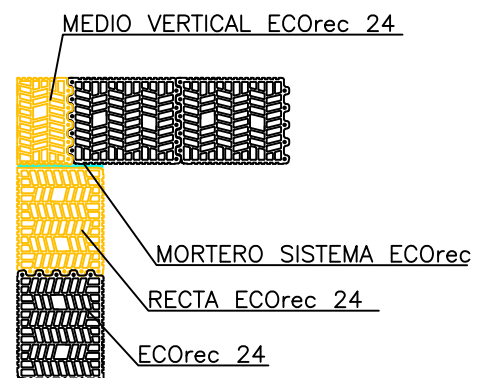 MEDIO VERTICAL ECOrec 24
MORTERO SISTEMA ECOrec
RECTA ECOrec 24
ECOrec 24